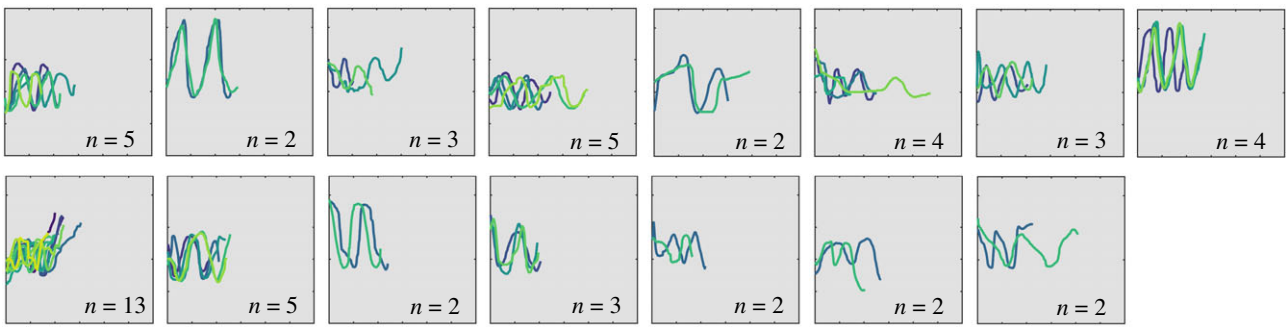 n = 5
n = 2
n = 3
n = 5
n = 2
n = 4
n = 3
n = 4
n = 13
n = 5
n = 2
n = 3
n = 2
n = 2
n = 2